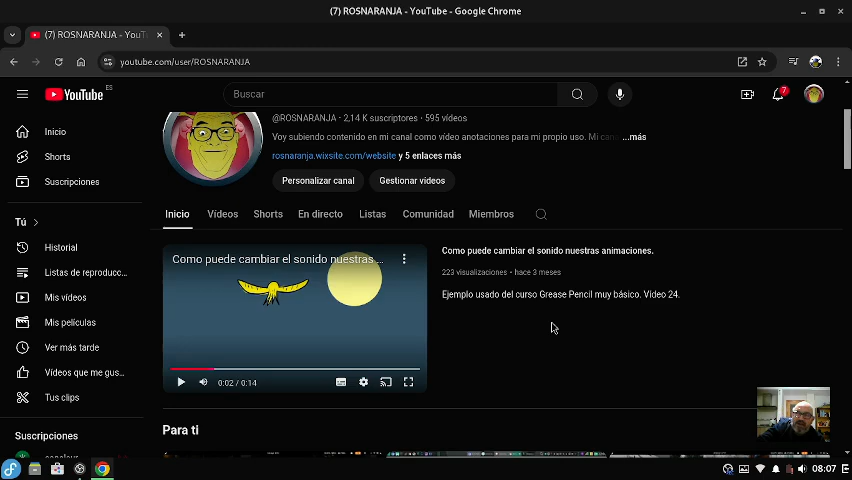 (7) ROSNARANJA - YouTube - Google Chrome
(7) ROSNARANJA - YouT
youtube.com/user/ROSNARANJA
YouTube ES
Buscar
7
@ROSNARANJA • 2,14 K suscriptores • 595 vídeos
Voy subiendo contenido en mi canal como vídeo anotaciones para mi propio uso. Mi ...más
rosnaranja.wixsite.com/website y 5 enlaces más
Personalizar canal
Gestionar vídeos
Inicio
Shorts
Suscripciones
Tú
Historial
Listas de reproducc...
Mis vídeos
Mis películas
Ver más tarde
Vídeos que me gus...
Tus clips
Suscripciones
Inicio Vídeos Shorts En directo Listas Comunidad Miembros
Como puede cambiar el sonido nuestras ...
0:02 / 0:14
Como puede cambiar el sonido nuestras animaciones.
223 visualizaciones • hace 3 meses
Ejemplo usado del curso Grease Pencil muy básico. Vídeo 24.
Para ti
08:07